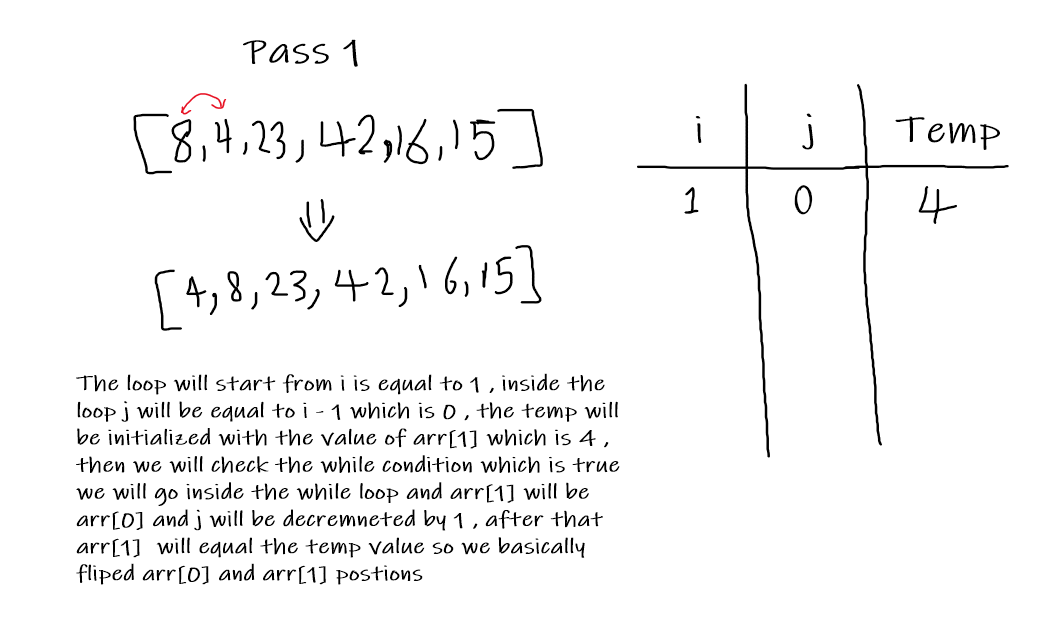 Pass 1
[8,4,23,42,16,15]
i j Temp
1 0 4
[4,8,23,42,16,15]
The loop will start from i is equal to 1 , inside the
loop j will be equal to i - 1 which is 0 , the temp will
be initialized with the value of arr[1] which is 4 ,
then we will check the while condition which is true
we will go inside the while loop and arr[1] will be
arr[0] and j will be decremneted by 1 , after that
arr[1] will equal the temp value so we basically
fliped arr[0] and arr[1] postions